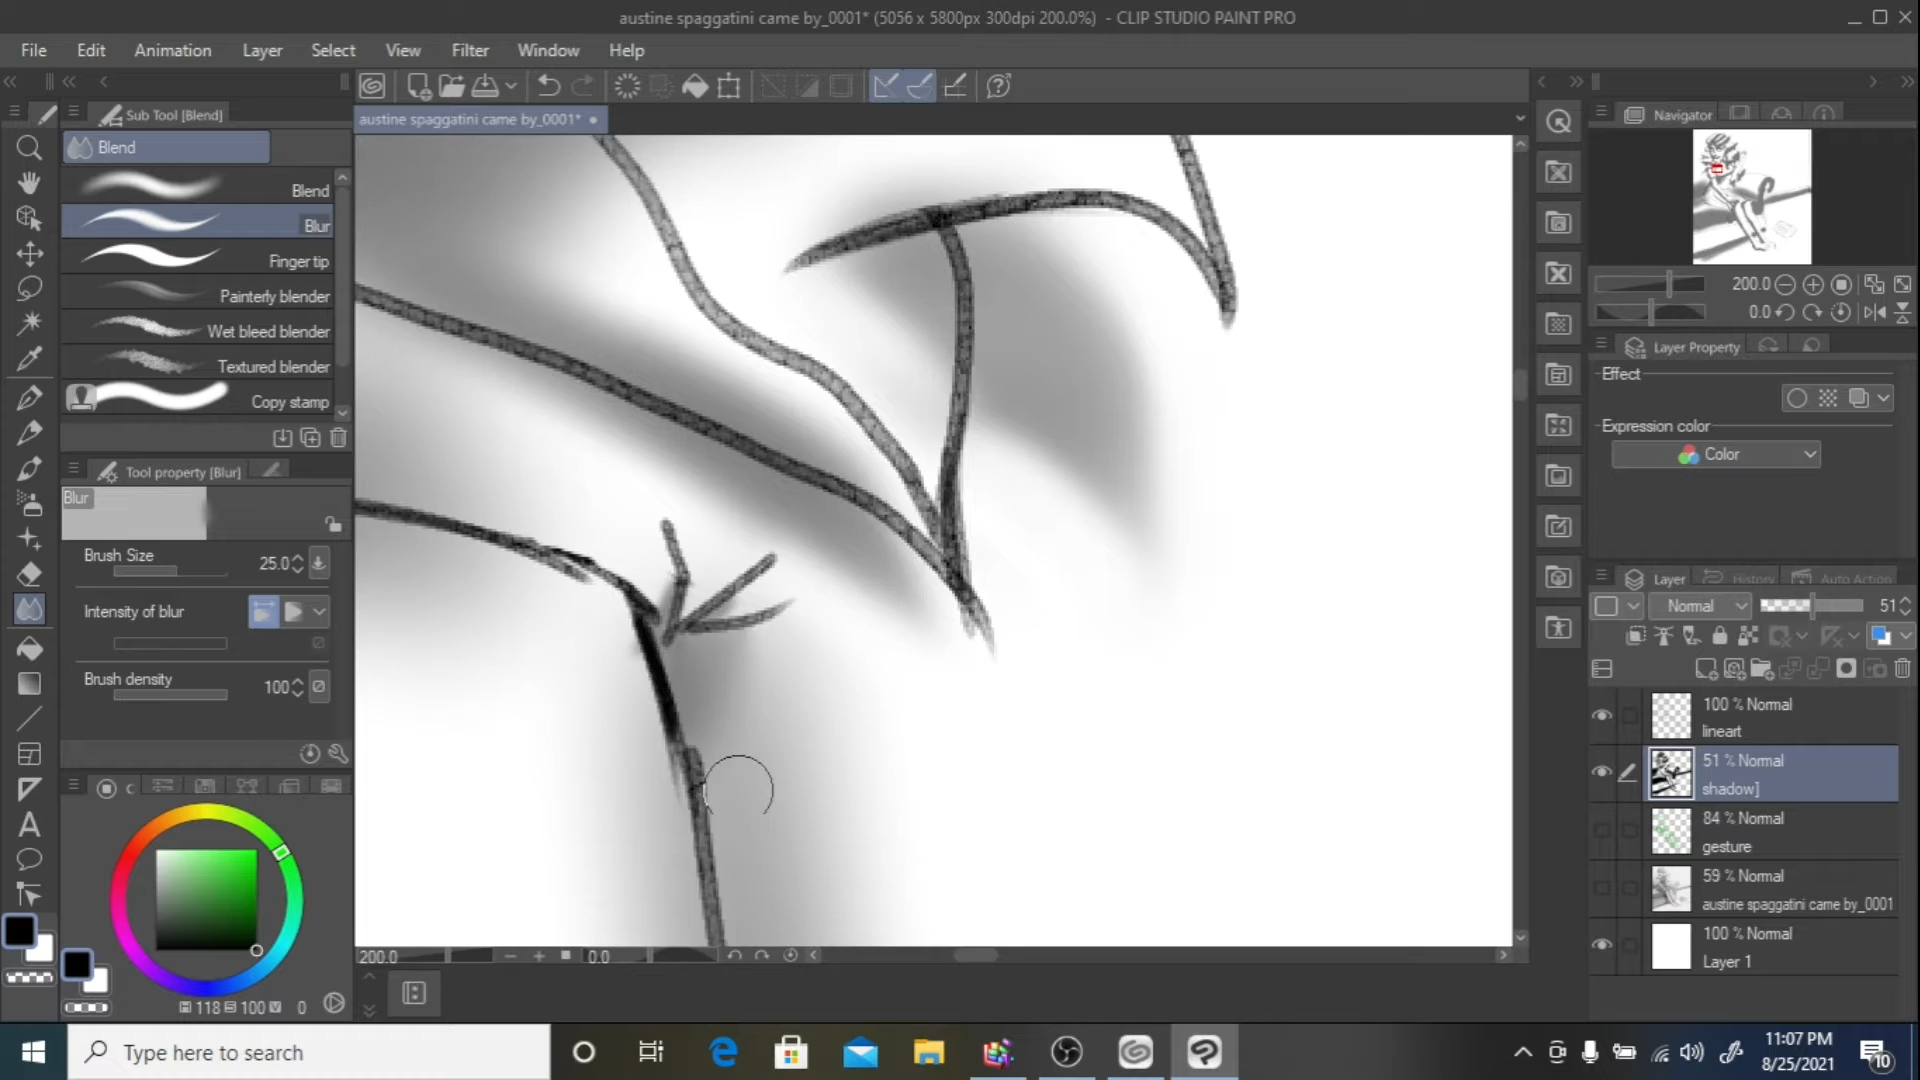 austine spaggatini came by_0001* (5056 x 5800px 300dpi 200.0%) - CLIP STUDIO PAINT PRO
File Edit Animation Layer Select View Filter Window Help
Sub Tool [Blend]
austine spaggatini came by_0001*
Navigator
Blend
Blend
Blur
Finger tip
Painterly blender
Wet bleed blender
Textured blender
Copy stamp
200.0
0.0
Layer Property
Effect
Expression color
Color
Tool property [Blur]
Blur
Brush Size 25.0
Intensity of blur
Brush density 100
Layer History Auto Action
Normal 51
100 % Normal
lineart
51 % Normal
shadow]
84 % Normal
gesture
59 % Normal
austine spaggatini came by_0001
100 % Normal
Layer 1
200.0 0.0
118 100 0
Type here to search
11:07 PM
8/25/2021
10